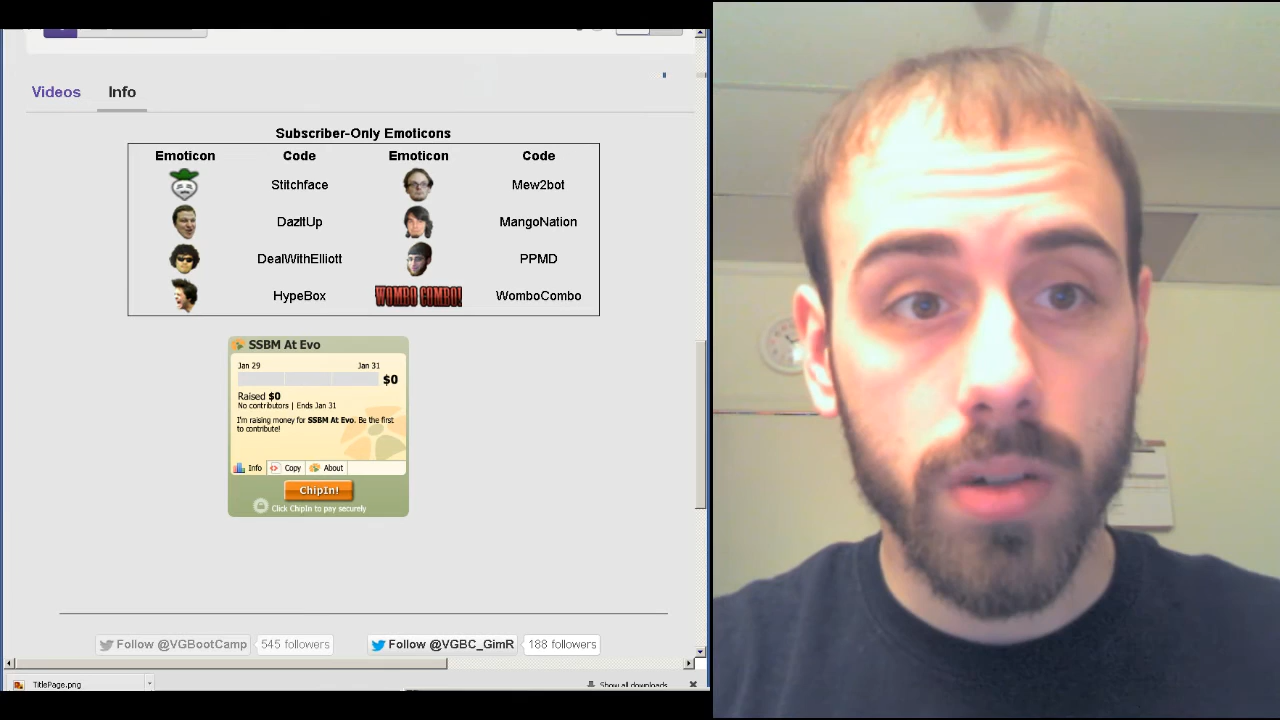 Videos Info
Subscriber-Only Emoticons
Emoticon Code Emoticon Code
Stitchface Mew2bot
DazItUp MangoNation
DealWithElliott PPMD
HypeBox WOMBO COMBO! WomboCombo
SSBM At Evo
Jan 29 Jan 31
$0
Raised $0
No contributors | Ends Jan 31
I'm raising money for SSBM At Evo. Be the first
to contribute!
Info Copy About
ChipIn!
Click ChipIn to pay securely
Follow @VGBootCamp 545 followers Follow @VGBC_GimR 188 followers
TitlePage.png Show all downloads